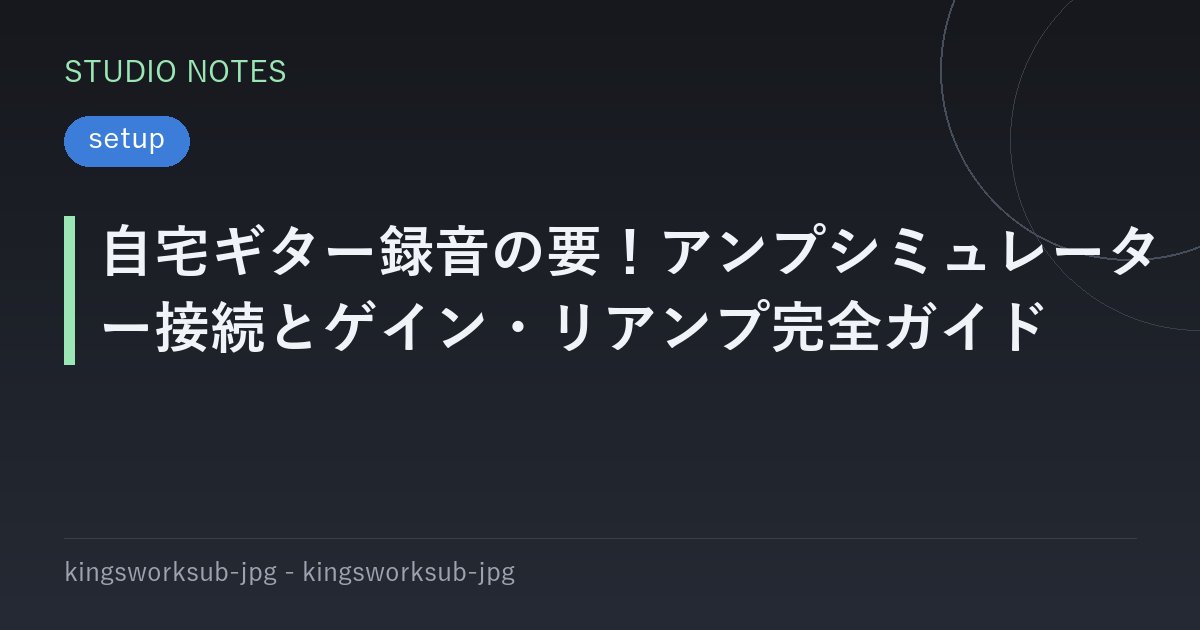 STUDIO NOTES
setup
自宅ギター録音の要！アンプシミュレータ
ー接続とゲイン・リアンプ完全ガイド
kingsworksub-jpg - kingsworksub-jpg